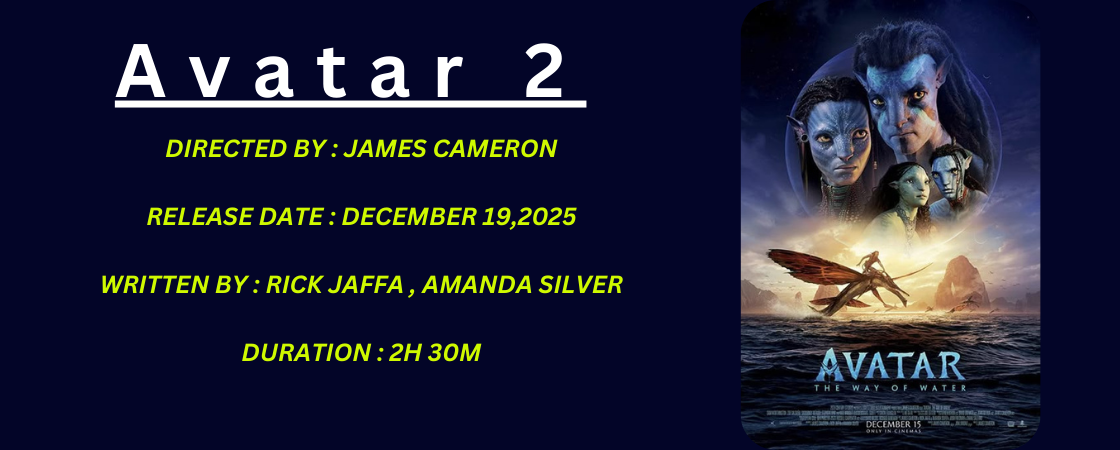 Avatar 2
DIRECTED BY : JAMES CAMERON
RELEASE DATE : DECEMBER 19,2025
WRITTEN BY : RICK JAFFA , AMANDA SILVER
DURATION : 2H 30M
AVATAR
THE WAY OF WATER
DECEMBER 15
ONLY IN CINEMAS